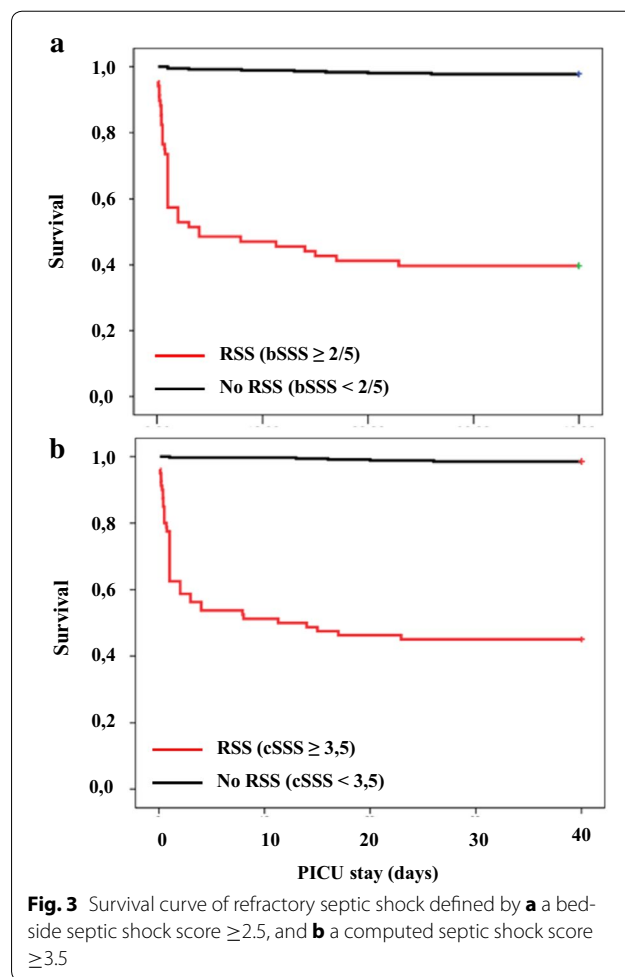 a
1,0
0,8
0,6
0,4
0,2
0,0
Survival
RSS (bSSS ≥ 2/5)
No RSS (bSSS < 2/5)
b
1,0
0,8
0,6
0,4
0,2
0,0
Survival
RSS (cSSS ≥ 3,5)
No RSS (cSSS < 3,5)
0 10 20 30 40
PICU stay (days)
Fig. 3 Survival curve of refractory septic shock defined by a a bed-
side septic shock score ≥2.5, and b a computed septic shock score
≥3.5